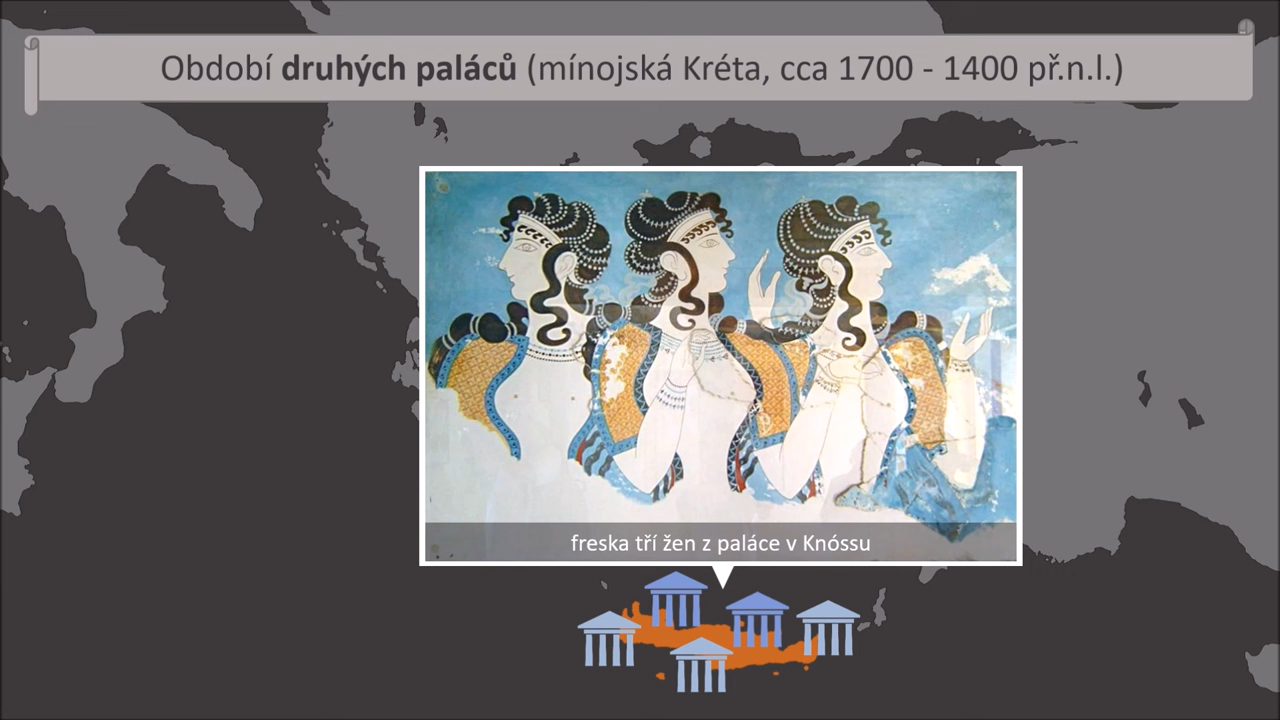 Období druhých paláců (mínojská Kréta, cca 1700 - 1400 př.n.l.)
freska tří žen z paláce v Knóssu